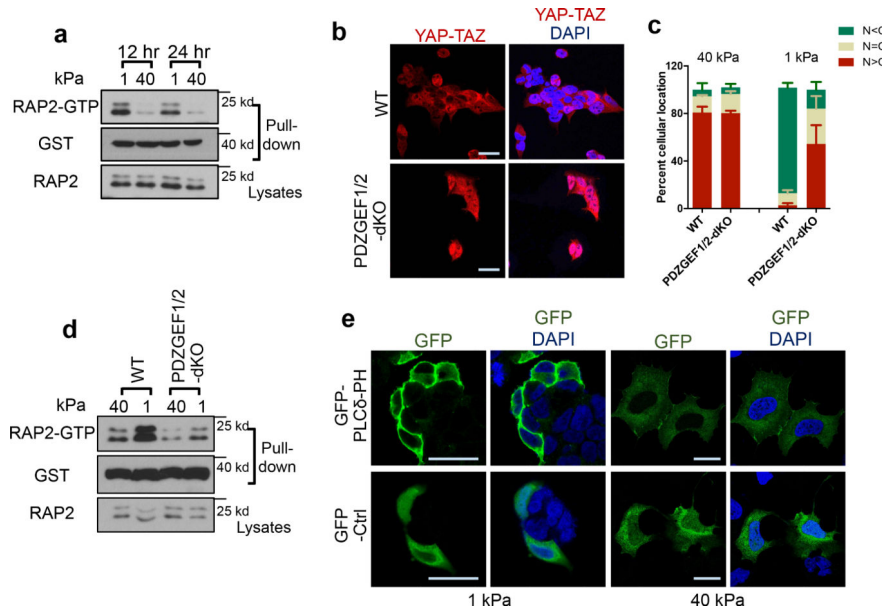 a
12 hr 24 hr
kPa 1 40 1 40
RAP2-GTP
25 kd
GST
40 kd
Pull-
down
RAP2
25 kd
Lysates
b
YAP-TAZ
YAP-TAZ
DAPI
WT
PDZGEF1/2
-dKO
c
N<C
N=C
N>C
40 kPa 1 kPa
Percent cellular location
120
80
40
0
WT
PDZGEF1/2-dKO
WT
PDZGEF1/2-dKO
d
WT
PDZGEF1/2
-dKO
kPa 40 1 40 1
RAP2-GTP
25 kd
GST
40 kd
Pull-
down
RAP2
25 kd
Lysates
e
GFP
GFP
DAPI
GFP
GFP
DAPI
GFP-
PLCδ-PH
GFP
-Ctrl
1 kPa
40 kPa